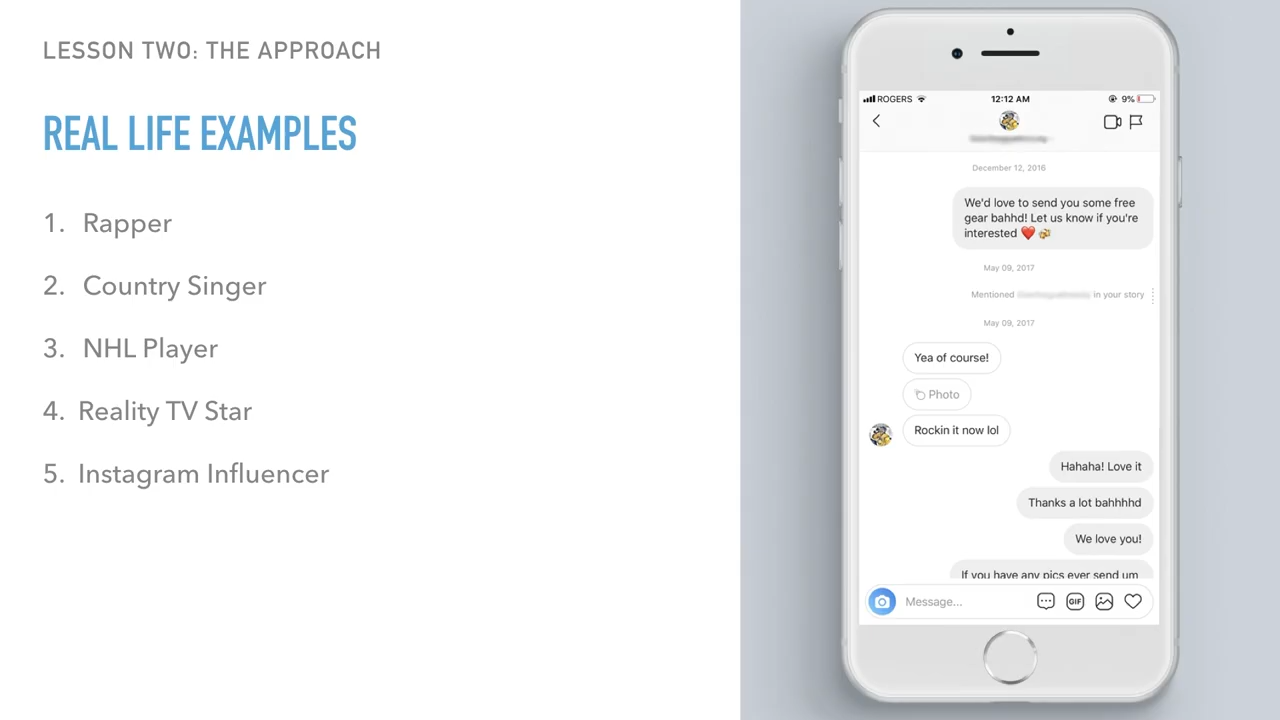 LESSON TWO: THE APPROACH
REAL LIFE EXAMPLES
1. Rapper
2. Country Singer
3. NHL Player
4. Reality TV Star
5. Instagram Influencer
ROGERS 12:12 AM 9%
December 12, 2016
We'd love to send you some free
gear bahhd! Let us know if you're
interested ❤️
May 09, 2017
Mentioned in your story
May 09, 2017
Yea of course!
Photo
Rockin it now lol
Hahaha! Love it
Thanks a lot bahhhhd
We love you!
If you have any pics ever send um
Message...
GIF